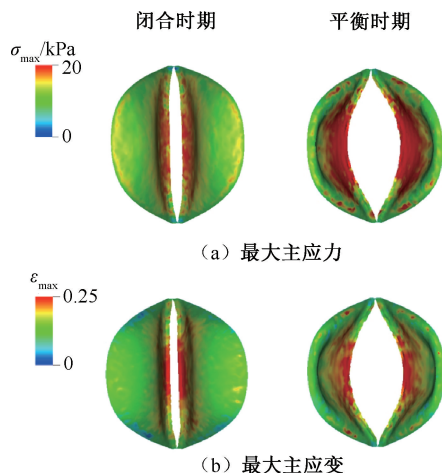 闭合时期 平衡时期
σmax/kPa
20
0
（a）最大主应力
εmax
0.25
0
（b）最大主应变